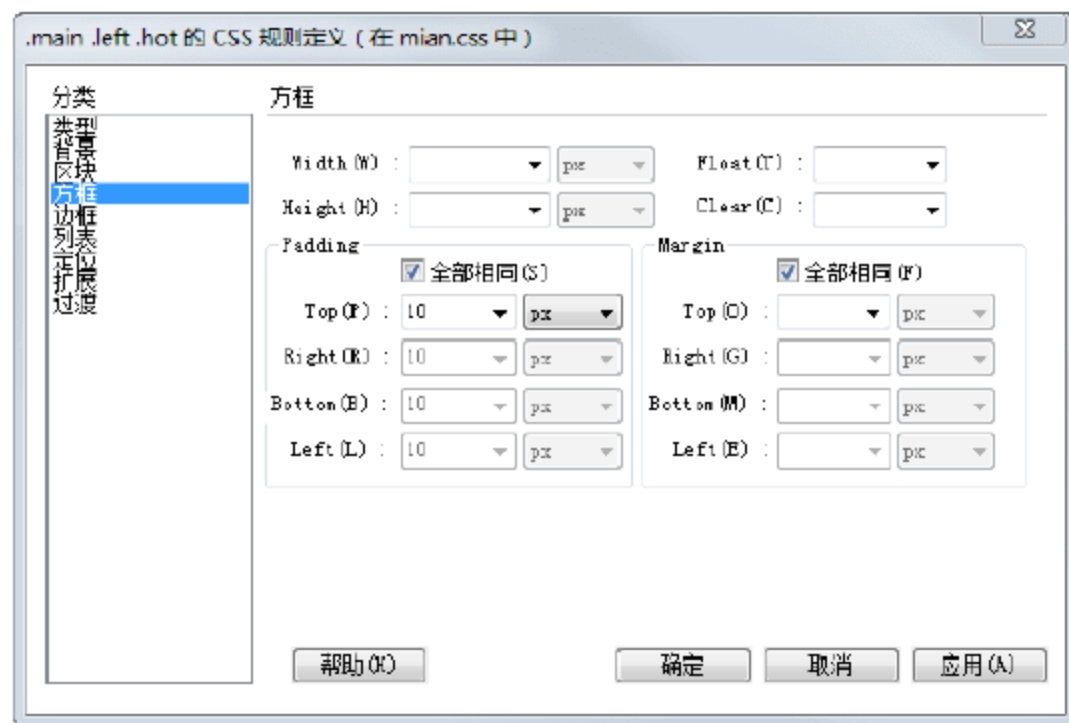 .main .left .hot 的 CSS 规则定义（在 mian.css 中）
分类
类型
背景
区块
方框
边框
列表
定位
扩展
过渡
方框
Width(W) : px Float(T) :
Height(H) : px Clear(C) :
Padding Margin
全部相同(S) 全部相同(F)
Top(P) : 10 px Top(O) : px
Right(R) : 10 px Right(G) : px
Bottom(B) : 10 px Bottom(M) : px
Left(L) : 10 px Left(E) : px
帮助(H) 确定 取消 应用(A)